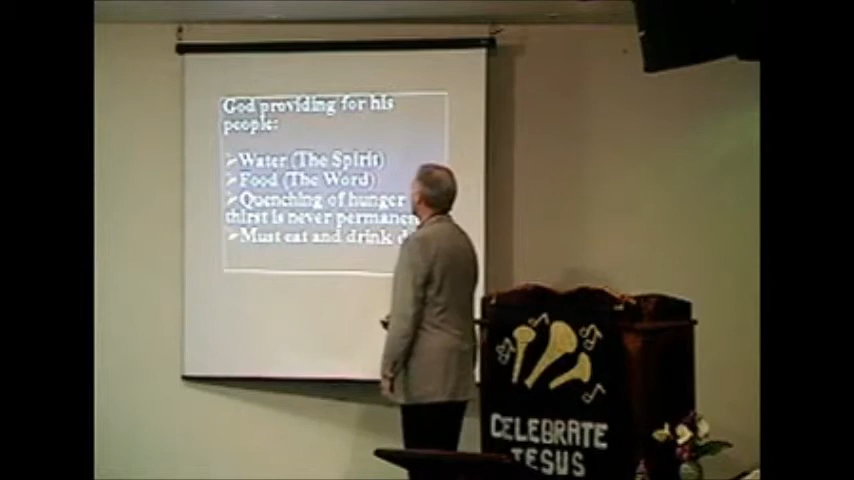 God providing for his
people:
➢Water (The Spirit)
➢Food (The Word)
➢Quenching of hunger
thirst is never permanen
➢Must eat and drink d
CELEBRATE
JESUS